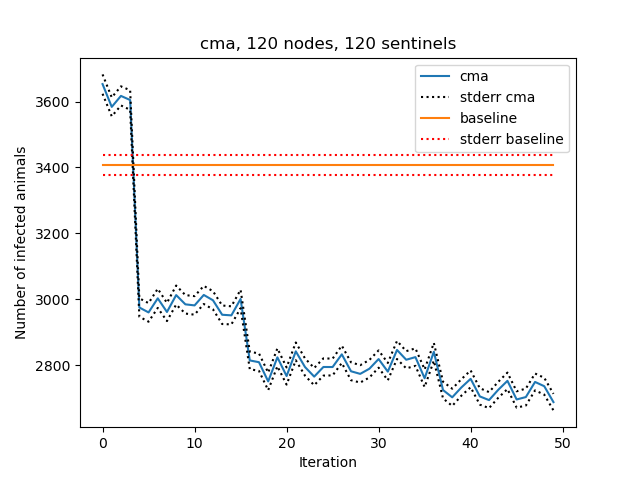 cma, 120 nodes, 120 sentinels
cma
stderr cma
baseline
stderr baseline
Number of infected animals
3600
3400
3200
3000
2800
0 10 20 30 40 50
Iteration